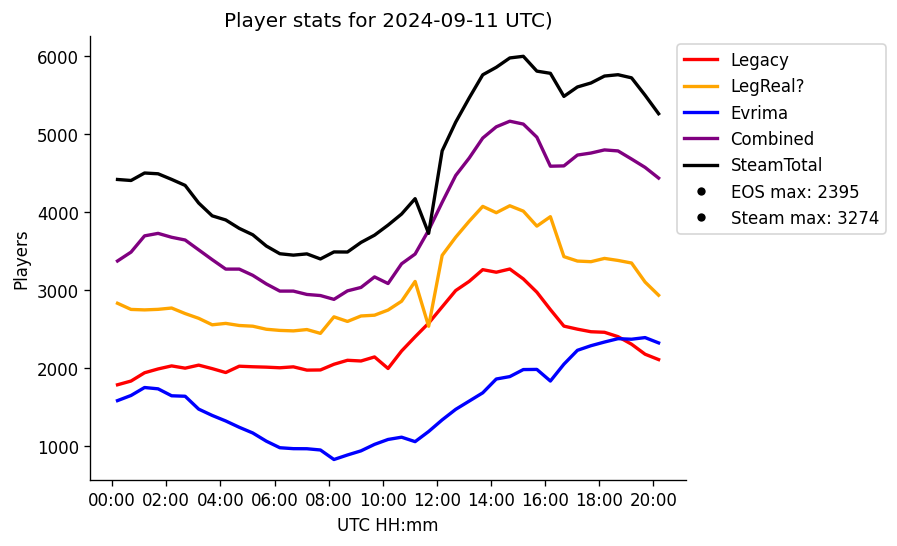 Player stats for 2024-09-11 UTC)
Legacy
LegReal?
Evrima
Combined
SteamTotal
EOS max: 2395
Steam max: 3274
Players
6000
5000
4000
3000
2000
1000
00:00 02:00 04:00 06:00 08:00 10:00 12:00 14:00 16:00 18:00 20:00
UTC HH:mm